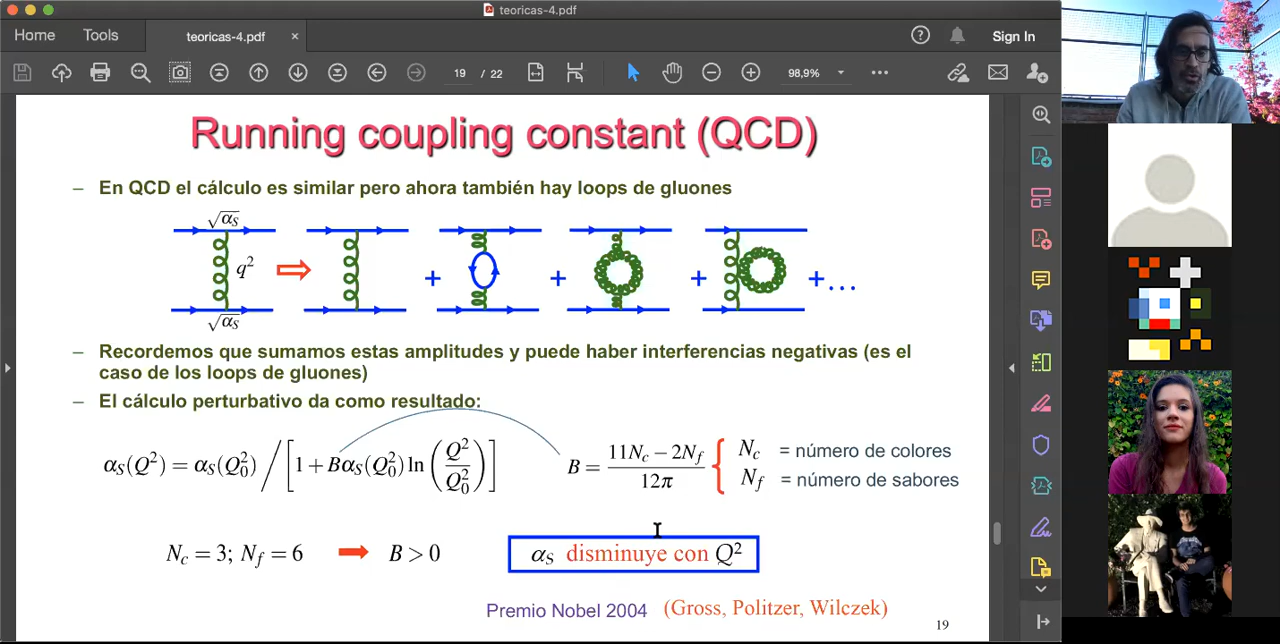 teoricas-4.pdf
Home Tools teoricas-4.pdf × Sign In
19 / 22 98,9%
Running coupling constant (QCD)
– En QCD el cálculo es similar pero ahora también hay loops de gluones
√αS
q²
⇒ + + + +...
√αS
– Recordemos que sumamos estas amplitudes y puede haber interferencias negativas (es el
caso de los loops de gluones)
– El cálculo perturbativo da como resultado:
αS(Q²) = αS(Q₀²) / [1 + BαS(Q₀²) ln (Q²/Q₀²)]
B = (11Nc − 2Nf)/12π { Nc = número de colores
Nf = número de sabores
Nc = 3; Nf = 6 ➡ B > 0
αS disminuye con Q²
Premio Nobel 2004 (Gross, Politzer, Wilczek)
19